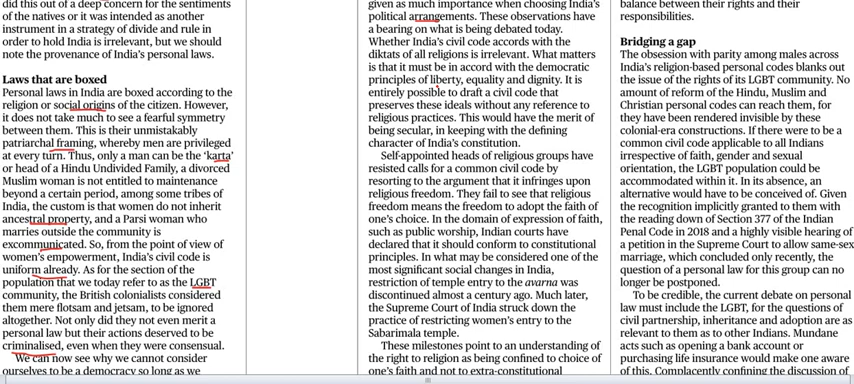 did this out of a deep concern for the sentiments
of the natives or it was intended as another
instrument in a strategy of divide and rule in
order to hold India is irrelevant, but we should
note the provenance of India's personal laws.
Laws that are boxed
Personal laws in India are boxed according to the
religion or social origins of the citizen. However,
it does not take much to see a fearful symmetry
between them. This is their unmistakably
patriarchal framing, whereby men are privileged
at every turn. Thus, only a man can be the 'karta'
or head of a Hindu Undivided Family, a divorced
Muslim woman is not entitled to maintenance
beyond a certain period, among some tribes of
India, the custom is that women do not inherit
ancestral property, and a Parsi woman who
marries outside the community is
excommunicated. So, from the point of view of
women's empowerment, India's civil code is
uniform already. As for the section of the
population that we today refer to as the LGBT
community, the British colonialists considered
them mere flotsam and jetsam, to be ignored
altogether. Not only did they not even merit a
personal law but their actions deserved to be
criminalised, even when they were consensual.
We can now see why we cannot consider
ourselves to be a democracy so long as we
given as much importance when choosing India's
political arrangements. These observations have
a bearing on what is being debated today.
Whether India's civil code accords with the
diktats of all religions is irrelevant. What matters
is that it must be in accord with the democratic
principles of liberty, equality and dignity. It is
entirely possible to draft a civil code that
preserves these ideals without any reference to
religious practices. This would have the merit of
being secular, in keeping with the defining
character of India's constitution.
Self-appointed heads of religious groups have
resisted calls for a common civil code by
resorting to the argument that it infringes upon
religious freedom. They fail to see that religious
freedom means the freedom to adopt the faith of
one's choice. In the domain of expression of faith,
such as public worship, Indian courts have
declared that it should conform to constitutional
principles. In what may be considered one of the
most significant social changes in India,
restriction of temple entry to the avarna was
discontinued almost a century ago. Much later,
the Supreme Court of India struck down the
practice of restricting women's entry to the
Sabarimala temple.
These milestones point to an understanding of
the right to religion as being confined to choice of
one's faith and not to extra-constitutional
balance between their rights and their
responsibilities.
Bridging a gap
The obsession with parity among males across
India's religion-based personal codes blanks out
the issue of the rights of its LGBT community. No
amount of reform of the Hindu, Muslim and
Christian personal codes can reach them, for
they have been rendered invisible by these
colonial-era constructions. If there were to be a
common civil code applicable to all Indians
irrespective of faith, gender and sexual
orientation, the LGBT population could be
accommodated within it. In its absence, an
alternative would have to be conceived of. Given
the recognition implicitly granted to them with
the reading down of Section 377 of the Indian
Penal Code in 2018 and a highly visible hearing of
a petition in the Supreme Court to allow same-sex
marriage, which concluded only recently, the
question of a personal law for this group can no
longer be postponed.
To be credible, the current debate on personal
law must include the LGBT, for the questions of
civil partnership, inheritance and adoption are as
relevant to them as to other Indians. Mundane
acts such as opening a bank account or
purchasing life insurance would make one aware
of this. Complacently confining the discussion of